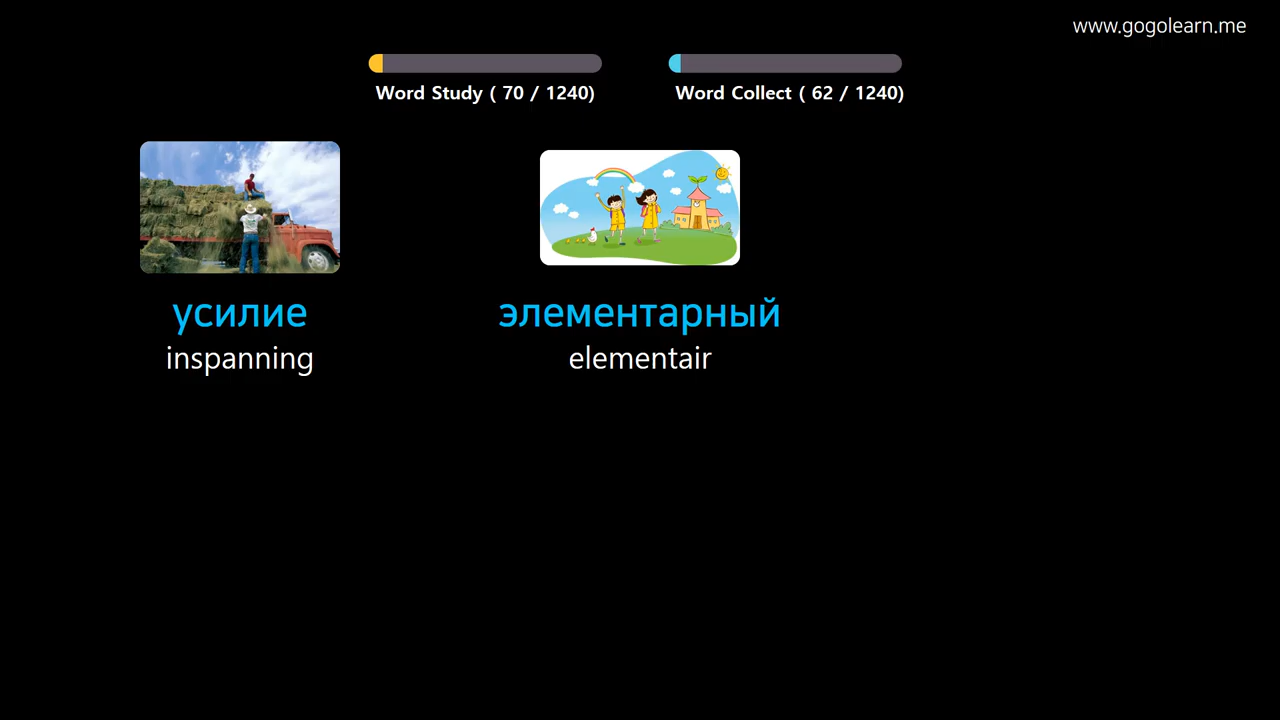 www.gogolearn.me
Word Study ( 70 / 1240)
Word Collect ( 62 / 1240)
усилие
inspanning
элементарный
elementair